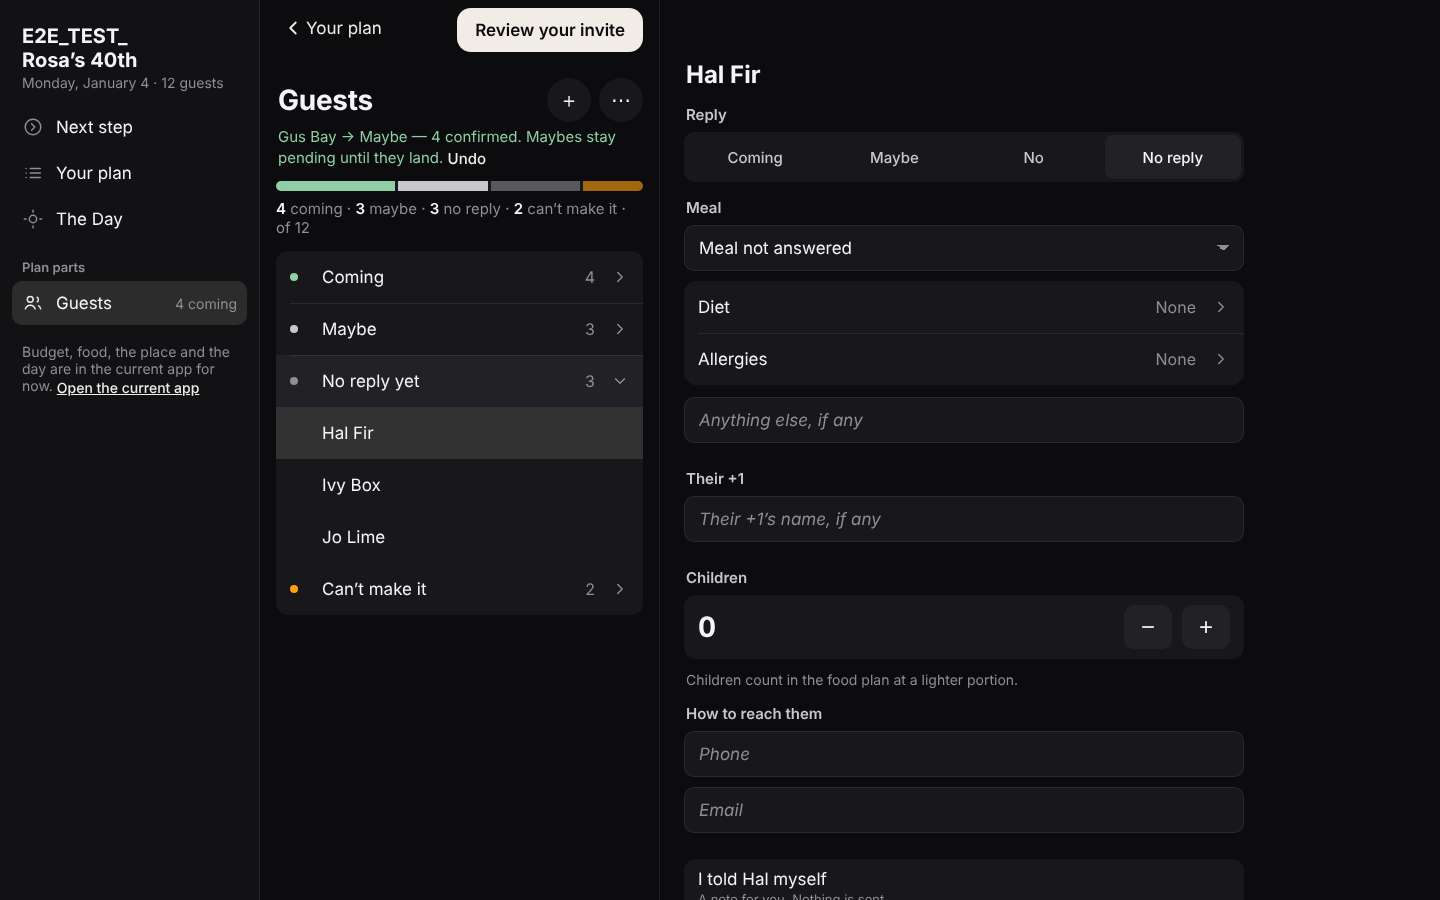 E2E_TEST_
Rosa’s 40th
Monday, January 4 · 12 guests
Next step
Your plan
The Day
Plan parts
Guests 4 coming
Budget, food, the place and the
day are in the current app for
now. Open the current app
Your plan
Review your invite
Guests
+ ···
Gus Bay → Maybe — 4 confirmed. Maybes stay
pending until they land. Undo
4 coming · 3 maybe · 3 no reply · 2 can’t make it ·
of 12
Coming 4
Maybe 3
No reply yet 3
Hal Fir
Ivy Box
Jo Lime
Can’t make it 2
Hal Fir
Reply
Coming Maybe No No reply
Meal
Meal not answered
Diet None
Allergies None
Anything else, if any
Their +1
Their +1’s name, if any
Children
0 − +
Children count in the food plan at a lighter portion.
How to reach them
Phone
Email
I told Hal myself
A note for you. Nothing is sent.